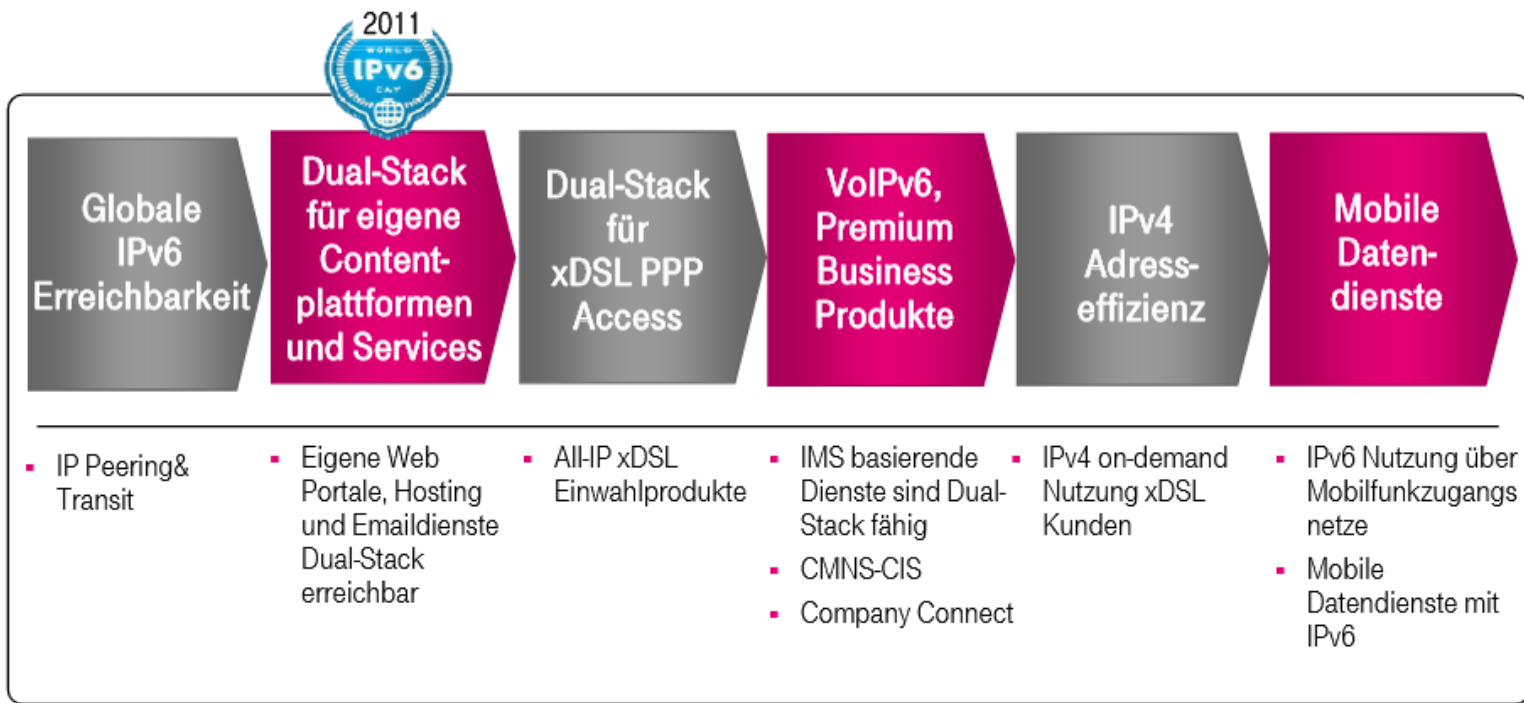 2011
WORLD
IPv6
DAY
Globale
IPv6
Erreichbarkeit
Dual-Stack
für eigene
Content-
plattformen
und Services
Dual-Stack
für
xDSL PPP
Access
VoIPv6,
Premium
Business
Produkte
IPv4
Adress-
effizienz
Mobile
Daten-
dienste
▪ IP Peering&
Transit
▪ Eigene Web
Portale, Hosting
und Emaildienste
Dual-Stack
erreichbar
▪ All-IP xDSL
Einwahlprodukte
▪ IMS basierende
Dienste sind Dual-
Stack fähig
▪ CMNS-CIS
▪ Company Connect
▪ IPv4 on-demand
Nutzung xDSL
Kunden
▪ IPv6 Nutzung über
Mobilfunkzugangs
netze
▪ Mobile
Datendienste mit
IPv6